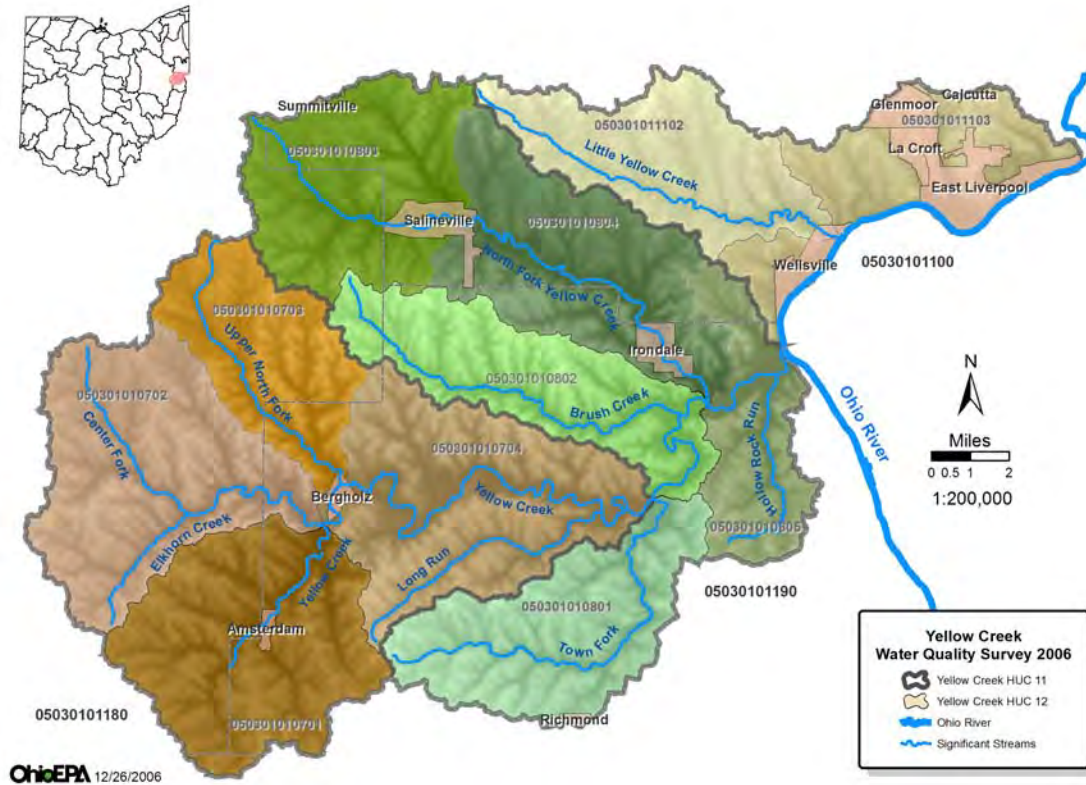 Summitville
050301010803
Salineville
050301011102
Little Yellow Creek
Glenmoor
Calcutta
050301011103
La Croft
East Liverpool
Wellsville
05030101100
050301010804
North Fork Yellow Creek
Irondale
050301010703
Upper North Fork
050301010802
Brush Creek
050301010702
Center Fork
050301010704
Yellow Creek
Bergholz
Elkhorn Creek
Yellow Creek
Long Run
Hollow Rock Run
050301010805
Ohio River
N
Miles
0 0.5 1 2
1:200,000
05030101190
050301010801
Town Fork
Amsterdam
Richmond
05030101180
050301010701
Yellow Creek
Water Quality Survey 2006
Yellow Creek HUC 11
Yellow Creek HUC 12
Ohio River
Significant Streams
OhioEPA 12/26/2006